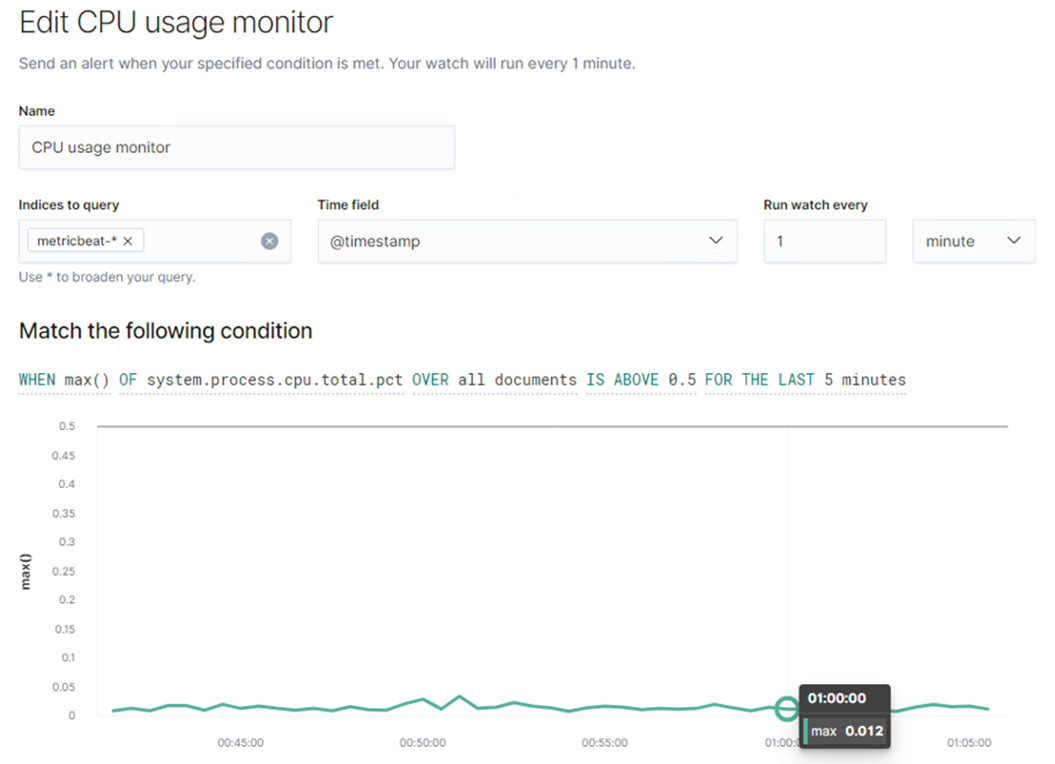 Edit CPU usage monitor
Send an alert when your specified condition is met. Your watch will run every 1 minute.
Name
CPU usage monitor
Indices to query
Time field
Run watch every
metricbeat-* ×
@timestamp
1
minute
Use * to broaden your query.
Match the following condition
WHEN max() OF system.process.cpu.total.pct OVER all documents IS ABOVE 0.5 FOR THE LAST 5 minutes
0.5
0.45
0.4
0.35
0.3
0.25
0.2
0.15
0.1
0.05
0
max()
01:00:00
max 0.012
00:45:00
00:50:00
00:55:00
01:00:0
01:05:00